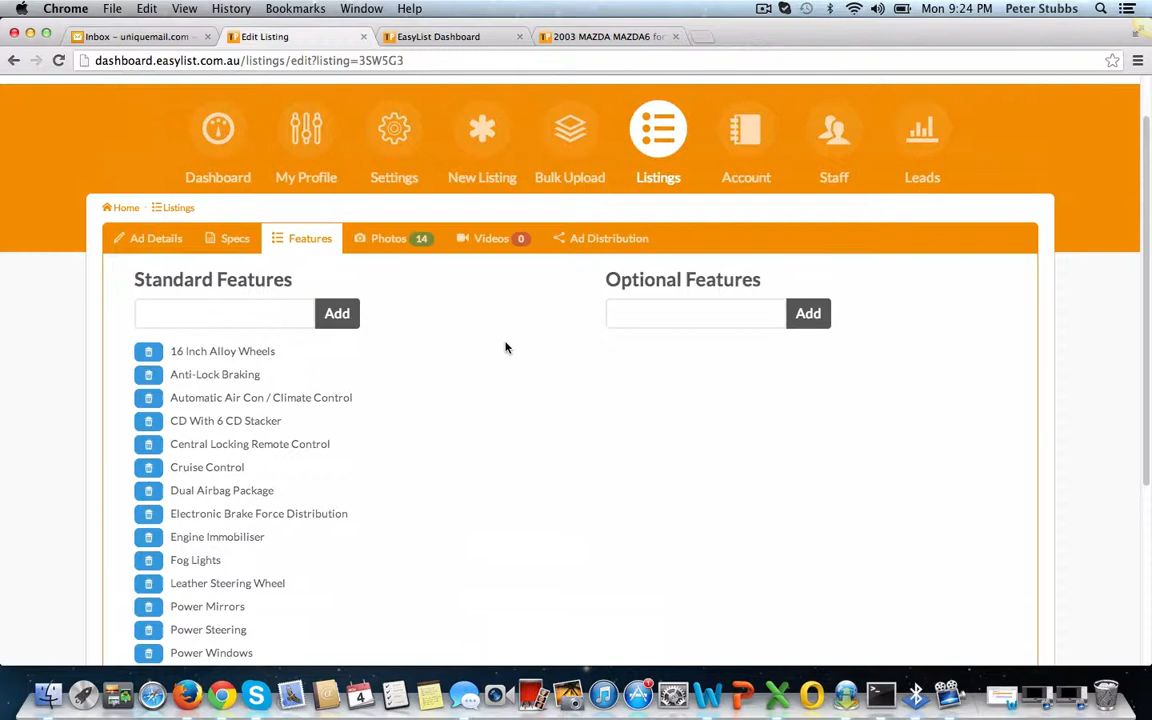 Chrome File Edit View History Bookmarks Window Help Mon 9:24 PM Peter Stubbs
Inbox – uniquemail.com – Edit Listing EasyList Dashboard 2003 MAZDA MAZDA6 for
dashboard.easylist.com.au/listings/edit?listing=3SW5G3
Dashboard My Profile Settings New Listing Bulk Upload Listings Account Staff Leads
Home Listings
Ad Details Specs Features Photos 14 Videos 0 Ad Distribution
Standard Features Optional Features
Add Add
16 Inch Alloy Wheels
Anti-Lock Braking
Automatic Air Con / Climate Control
CD With 6 CD Stacker
Central Locking Remote Control
Cruise Control
Dual Airbag Package
Electronic Brake Force Distribution
Engine Immobiliser
Fog Lights
Leather Steering Wheel
Power Mirrors
Power Steering
Power Windows